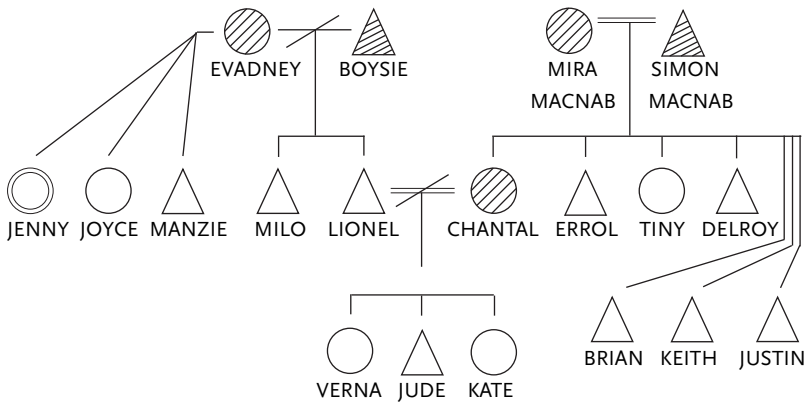 EVADNEY BOYSIE MIRA MACNAB SIMON MACNAB
JENNY JOYCE MANZIE MILO LIONEL CHANTAL ERROL TINY DELROY
BRIAN KEITH JUSTIN
VERNA JUDE KATE